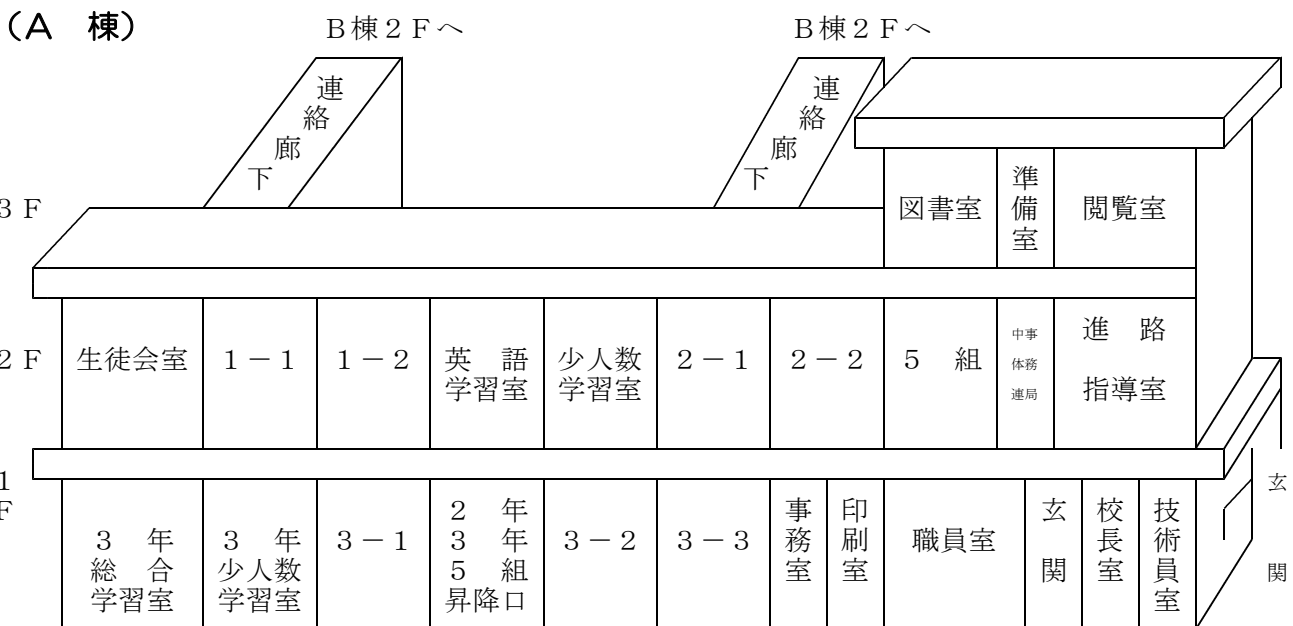 （A　棟）
B棟２Ｆへ
B棟２Ｆへ
連絡廊下
連絡廊下
３Ｆ
図書室
準備室
閲覧室
２Ｆ
生徒会室
１－１
１－２
英　語
学習室
少人数
学習室
２－１
２－２
５　組
中体連
事務局
進　路
指導室
１Ｆ
３　年
総　合
学習室
３　年
少人数
学習室
３－１
２　年
３　年
５　組
昇降口
３－２
３－３
事務室
印刷室
職員室
玄関
校長室
技術員室
玄関